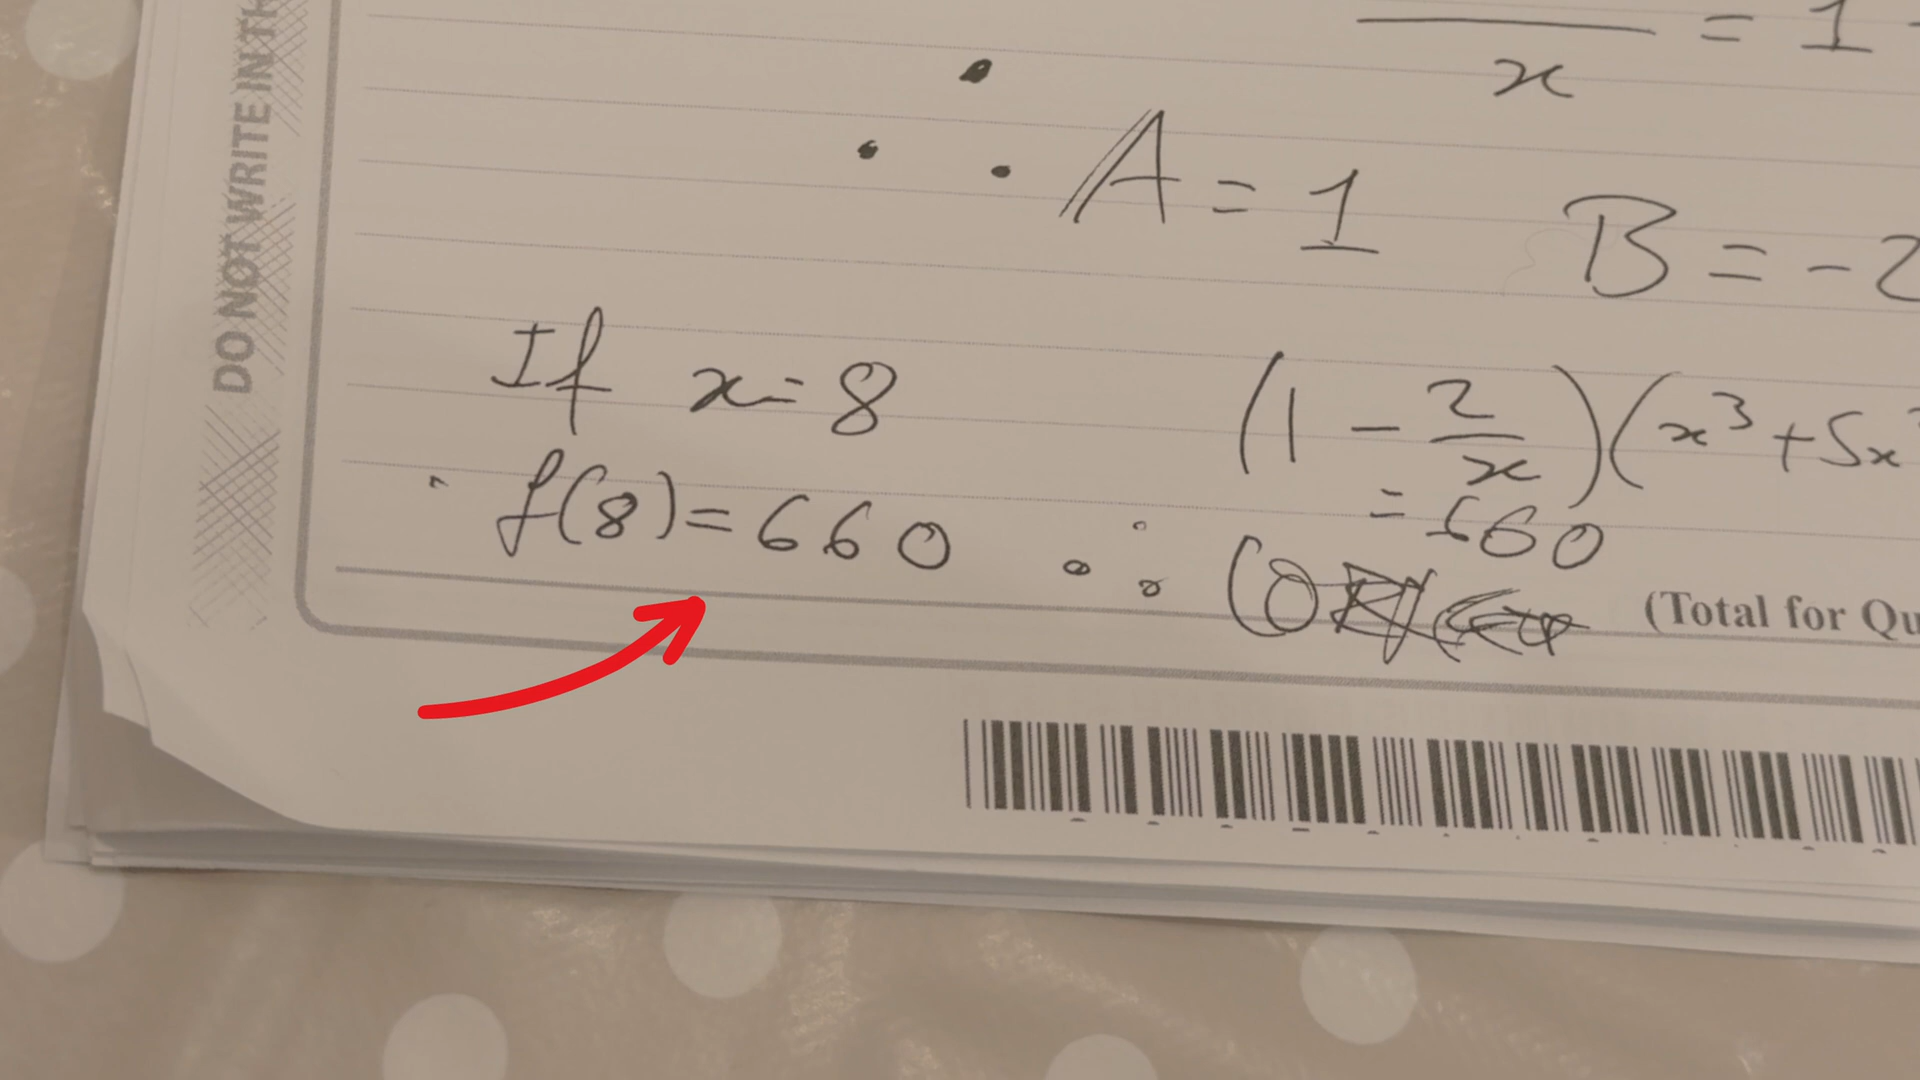 x = 1
∴ A = 1 B = -2
If x = 8 (1 - 2/x)(x³ + 5x
f(8) = 660 = 660
∴
(Total for Qu
DO NOT WRITE IN TH